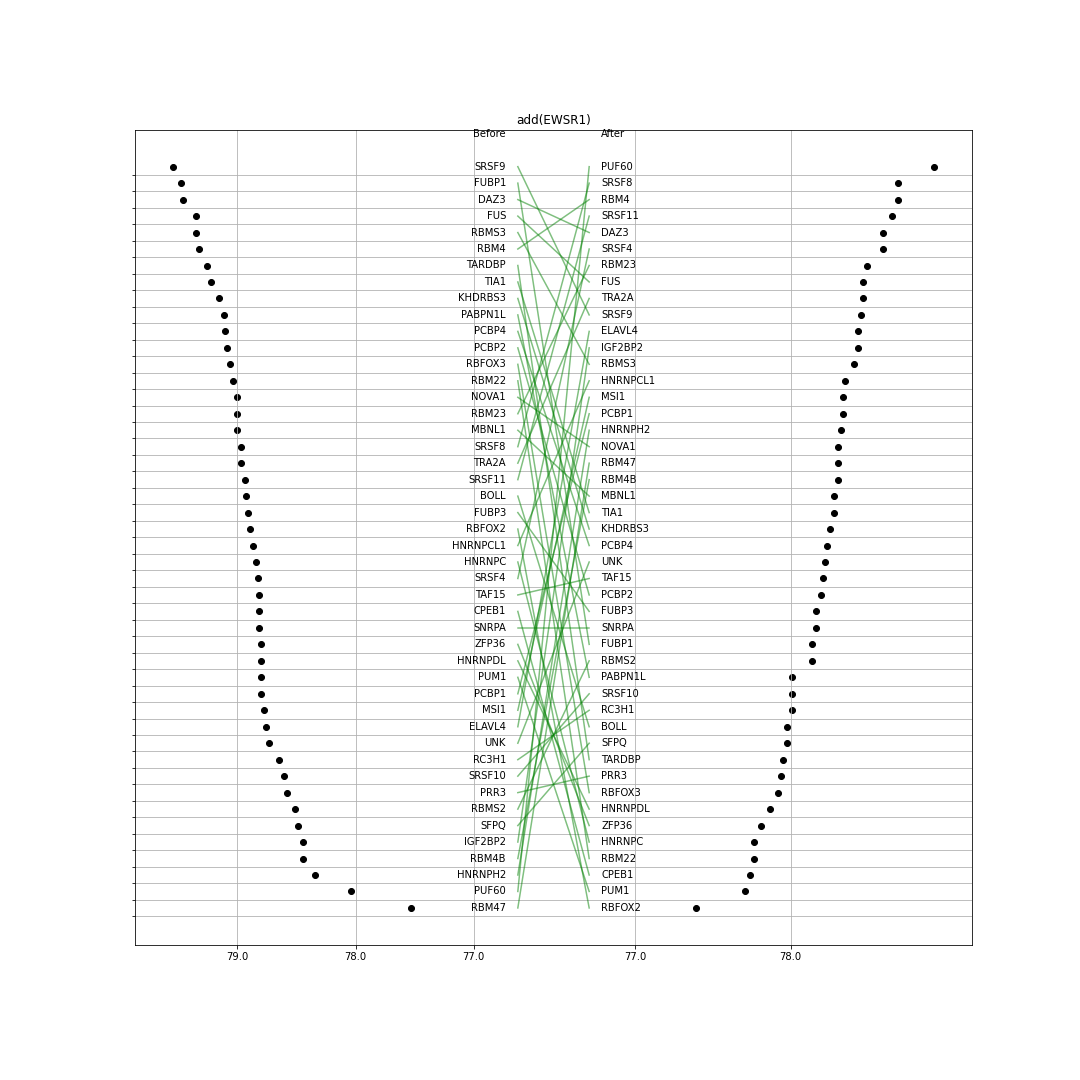 add(EWSR1)
Before After
SRSF9 PUF60
FUBP1 SRSF8
DAZ3 RBM4
FUS SRSF11
RBMS3 DAZ3
RBM4 SRSF4
TARDBP RBM23
TIA1 FUS
KHDRBS3 TRA2A
PABPN1L SRSF9
PCBP4 ELAVL4
PCBP2 IGF2BP2
RBFOX3 RBMS3
RBM22 HNRNPCL1
NOVA1 MSI1
RBM23 PCBP1
MBNL1 HNRNPH2
SRSF8 NOVA1
TRA2A RBM47
SRSF11 RBM4B
BOLL MBNL1
FUBP3 TIA1
RBFOX2 KHDRBS3
HNRNPCL1 PCBP4
HNRNPC UNK
SRSF4 TAF15
TAF15 PCBP2
CPEB1 FUBP3
SNRPA SNRPA
ZFP36 FUBP1
HNRNPDL RBMS2
PUM1 PABPN1L
PCBP1 SRSF10
MSI1 RC3H1
ELAVL4 BOLL
UNK SFPQ
RC3H1 TARDBP
SRSF10 PRR3
PRR3 RBFOX3
RBMS2 HNRNPDL
SFPQ ZFP36
IGF2BP2 HNRNPC
RBM4B RBM22
HNRNPH2 CPEB1
PUF60 PUM1
RBM47 RBFOX2
79.0 78.0 77.0 77.0 78.0